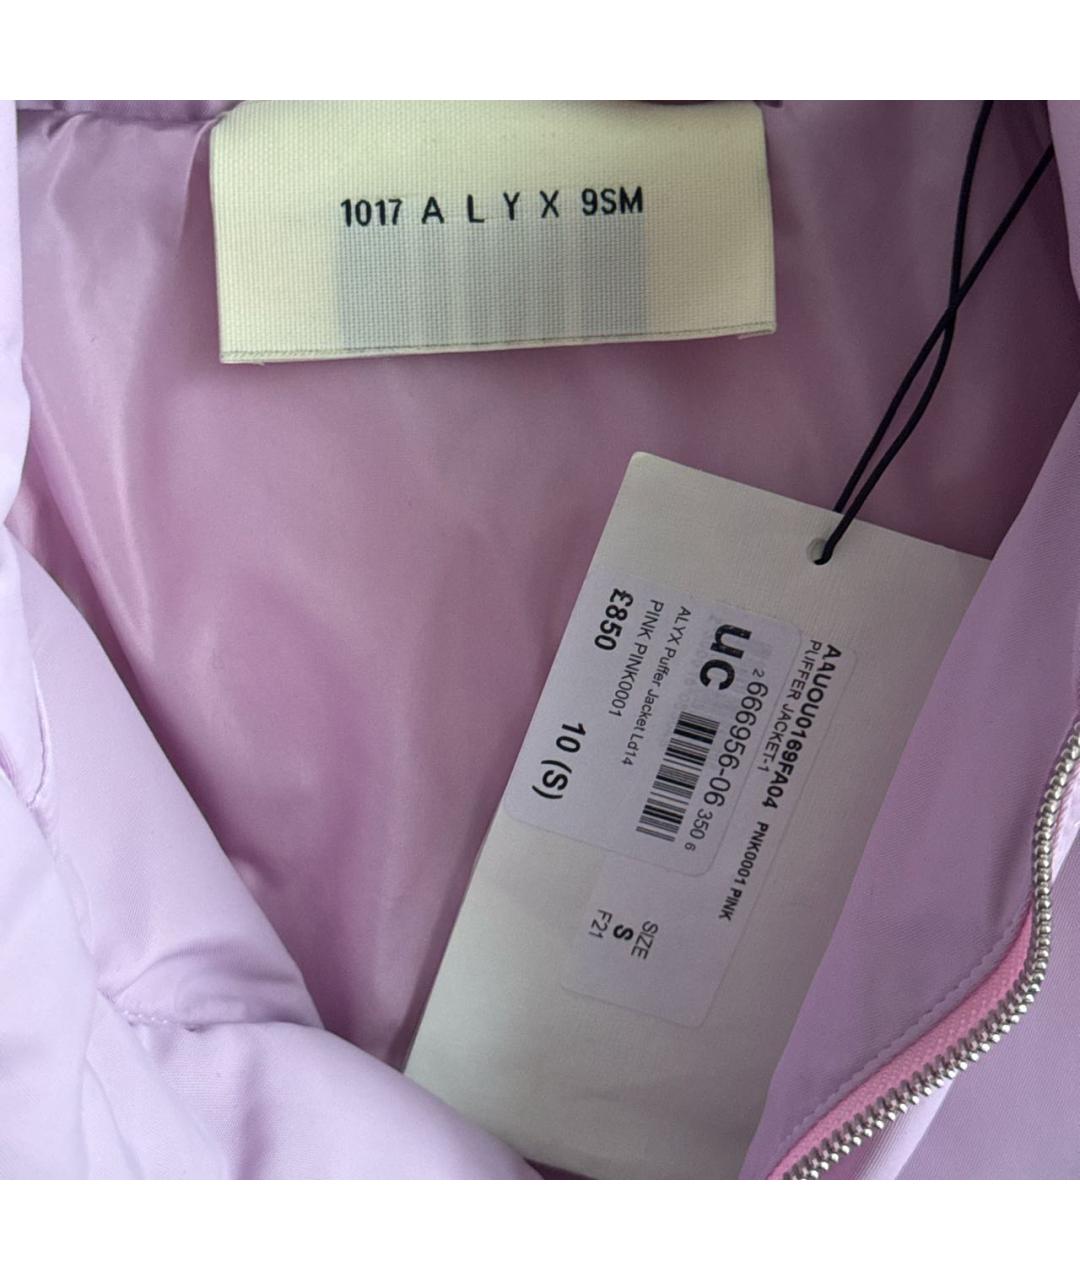 1017 A L Y X 9SM
AAUOU0169FA04 PNK0001 PINK
PUFFER JACKET-1
2 666956-06 350 6
uc
ALYX Puffer Jacket Ld14
PINK PINK0001
£850 10 (S)
SIZE
S
F21